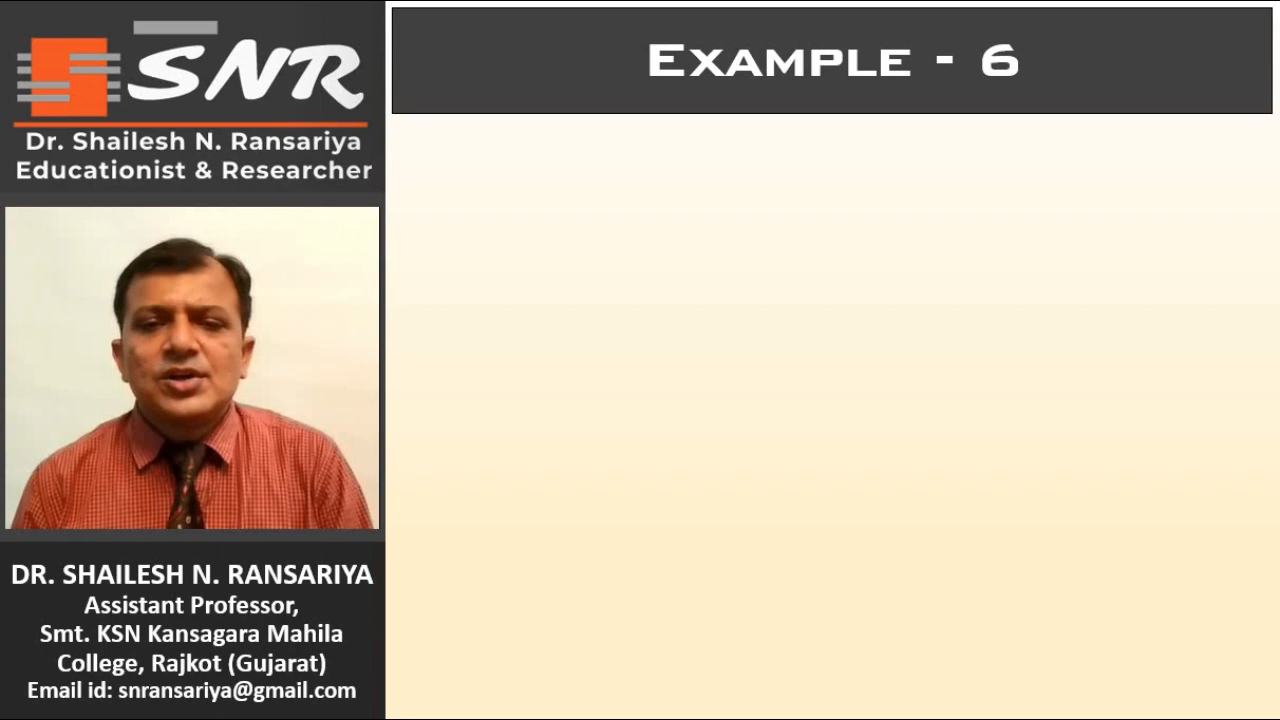 SNR
Dr. Shailesh N. Ransariya
Educationist & Researcher
DR. SHAILESH N. RANSARIYA
Assistant Professor,
Smt. KSN Kansagara Mahila
College, Rajkot (Gujarat)
Email id: snransariya@gmail.com
EXAMPLE - 6